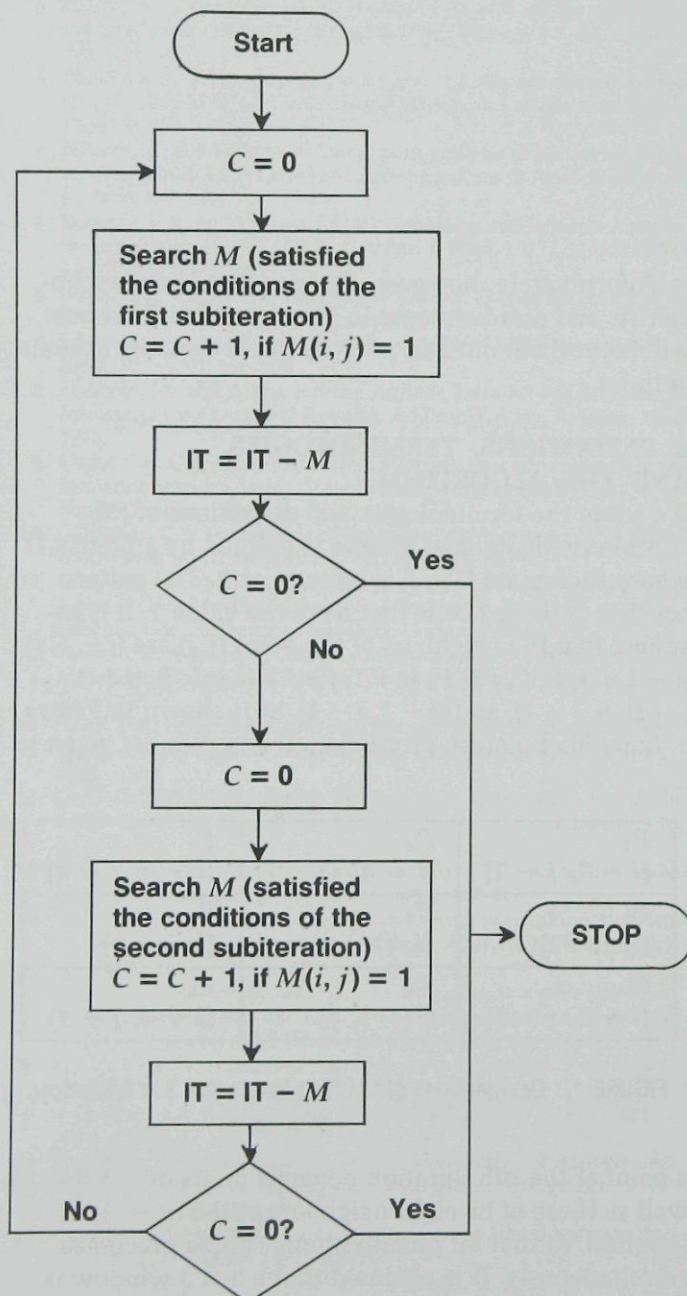 Start
C = 0
Search M (satisfied
the conditions of the
first subiteration)
C = C + 1, if M(i, j) = 1
IT = IT − M
C = 0?
Yes
No
C = 0
Search M (satisfied
the conditions of the
second subiteration)
C = C + 1, if M(i, j) = 1
STOP
IT = IT − M
No
C = 0?
Yes